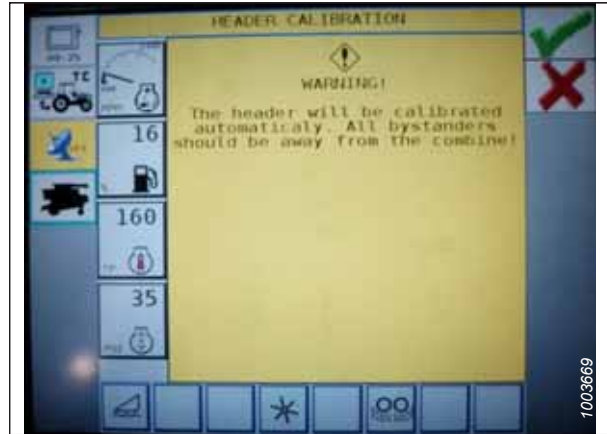 HEADER CALIBRATION
WARNING!
The header will be calibrated
automaticaly. All bystanders
should be away from the combine!
TC
16
160
35
1003669